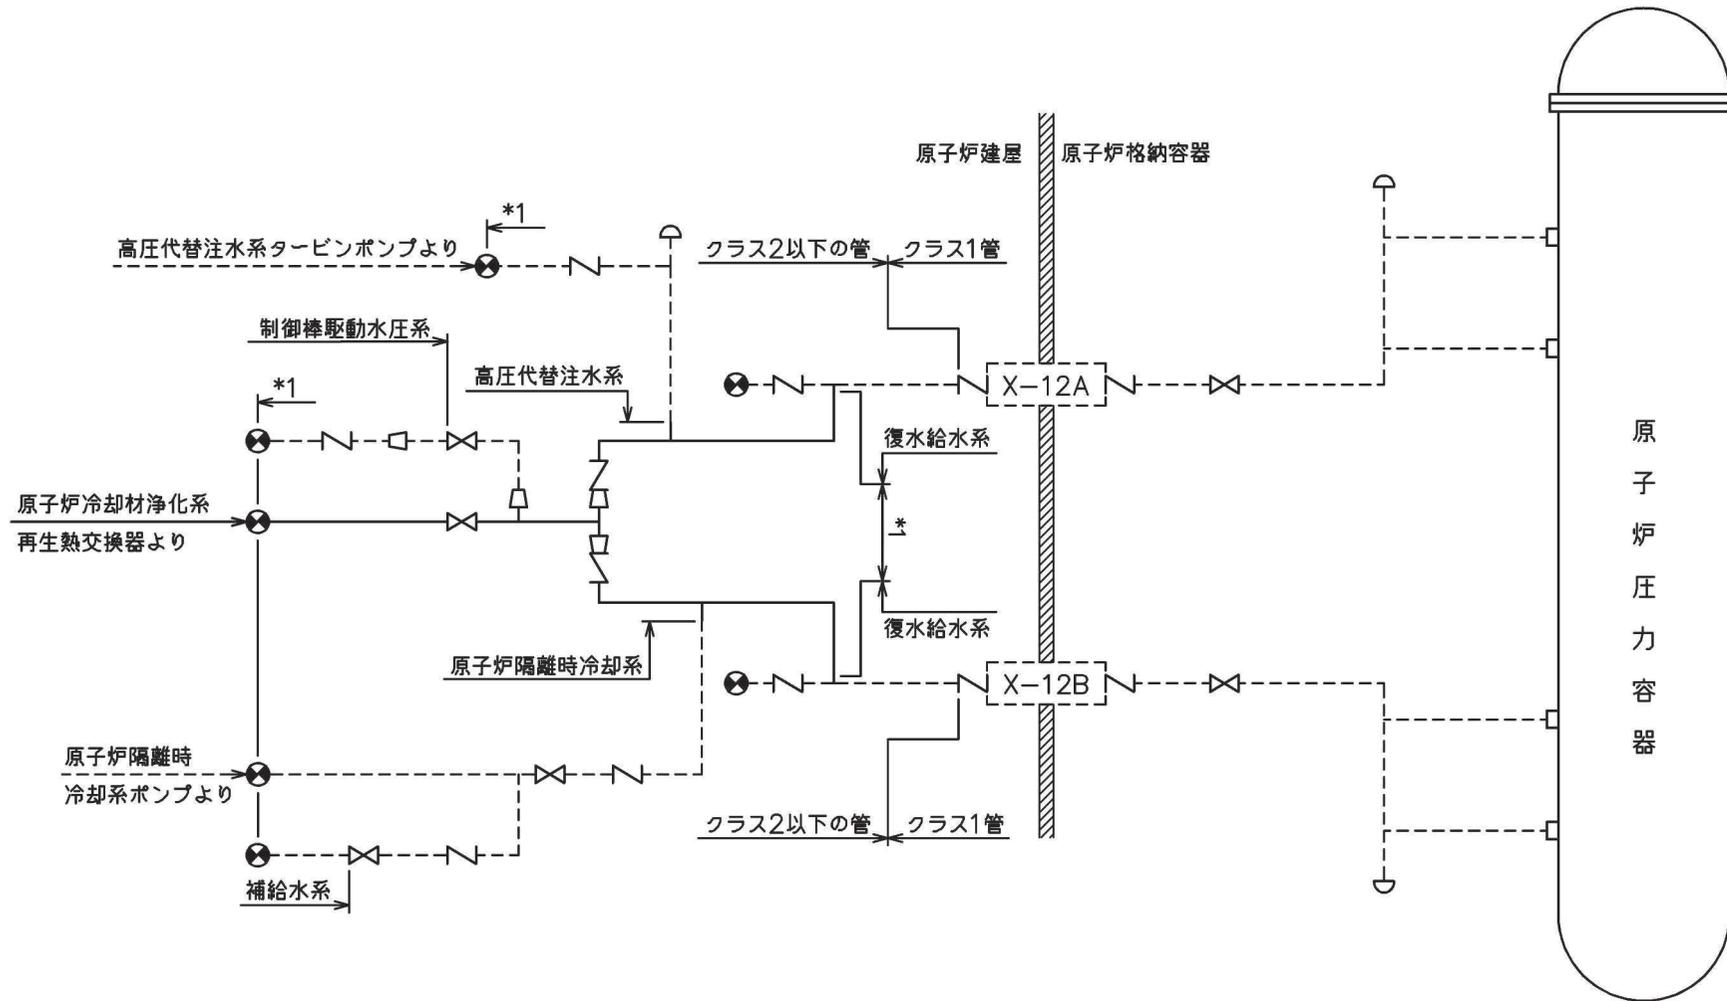 原子炉建屋
原子炉格納容器
*1
高圧代替注水系タービンポンプより
クラス2以下の管
クラス1管
制御棒駆動水圧系
高圧代替注水系
*1
X-12A
復水給水系
原子炉冷却材浄化系
再生熱交換器より
*1
復水給水系
原子炉隔離時冷却系
X-12B
原子炉隔離時
冷却系ポンプより
クラス2以下の管
クラス1管
補給水系
原子炉圧力容器